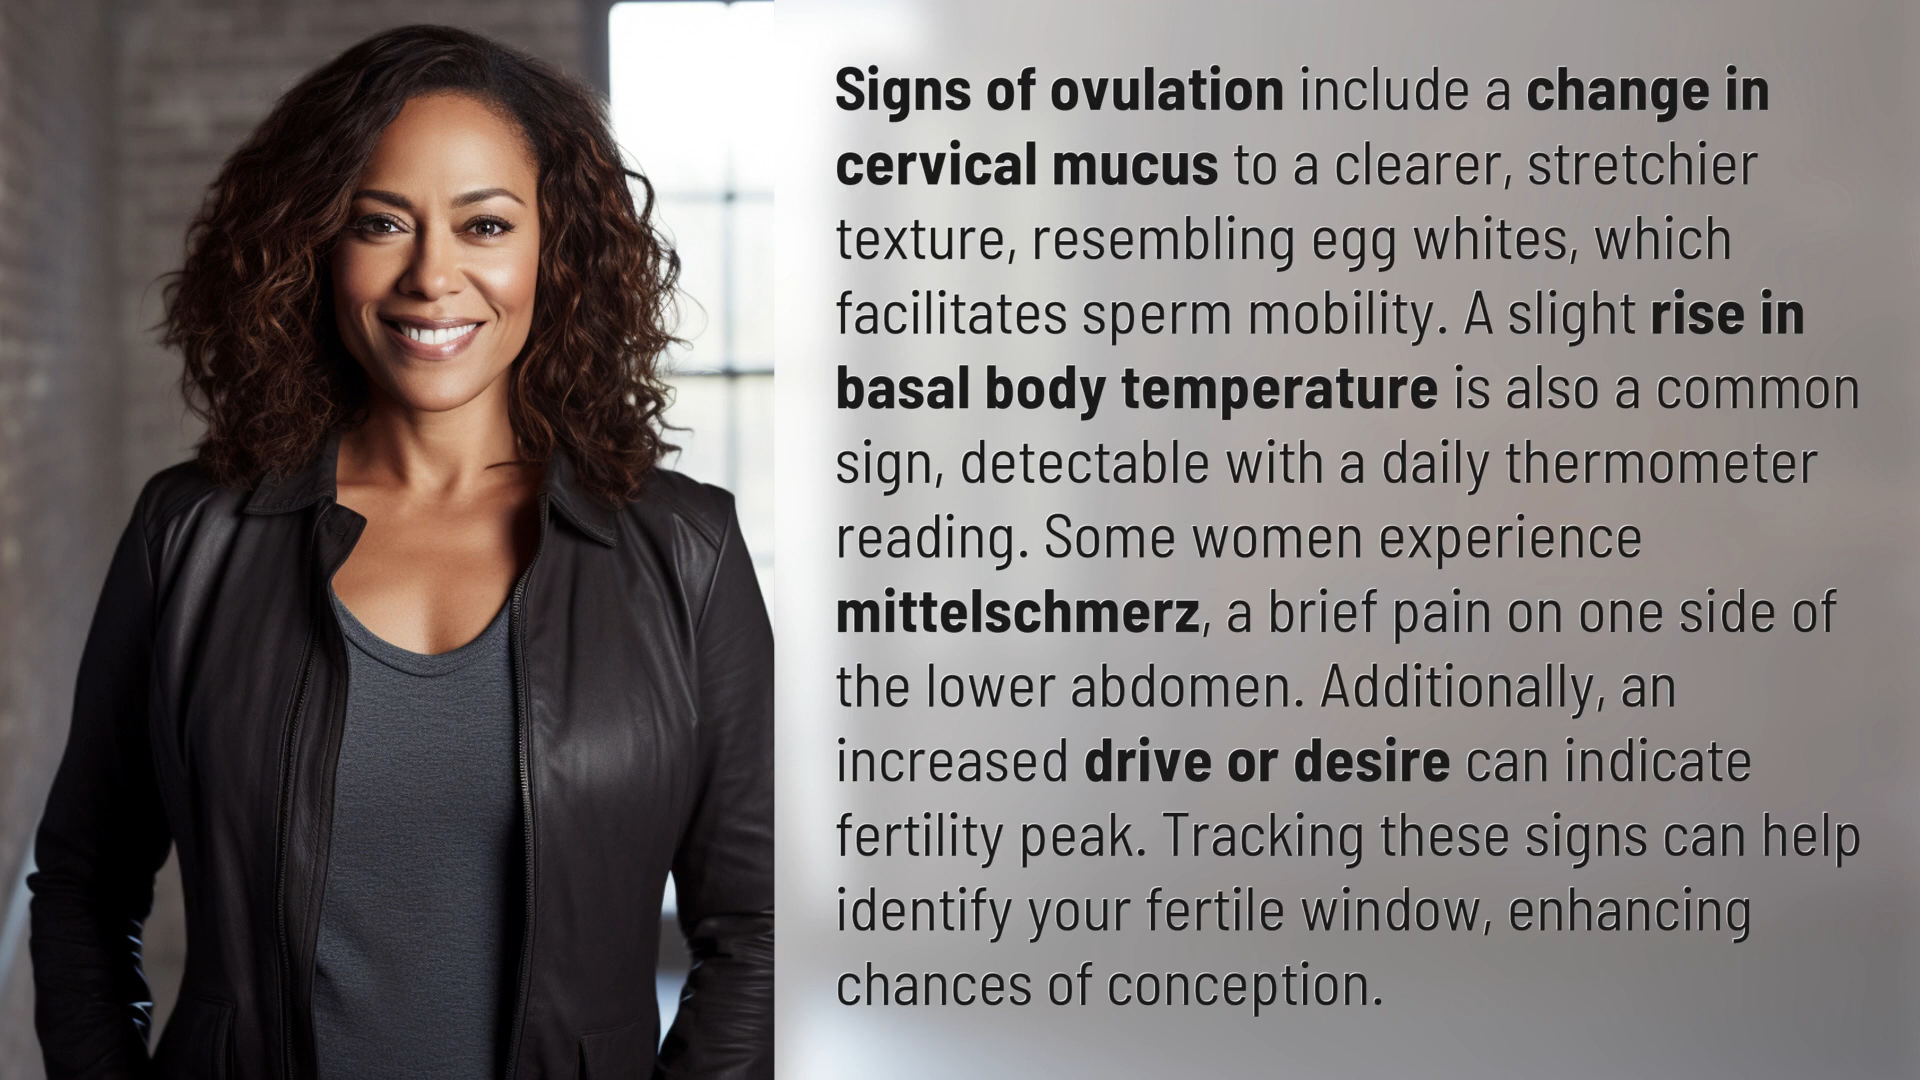 Signs of ovulation include a change in
cervical mucus to a clearer, stretchier
texture, resembling egg whites, which
facilitates sperm mobility. A slight rise in
basal body temperature is also a common
sign, detectable with a daily thermometer
reading. Some women experience
mittelschmerz, a brief pain on one side of
the lower abdomen. Additionally, an
increased drive or desire can indicate
fertility peak. Tracking these signs can help
identify your fertile window, enhancing
chances of conception.